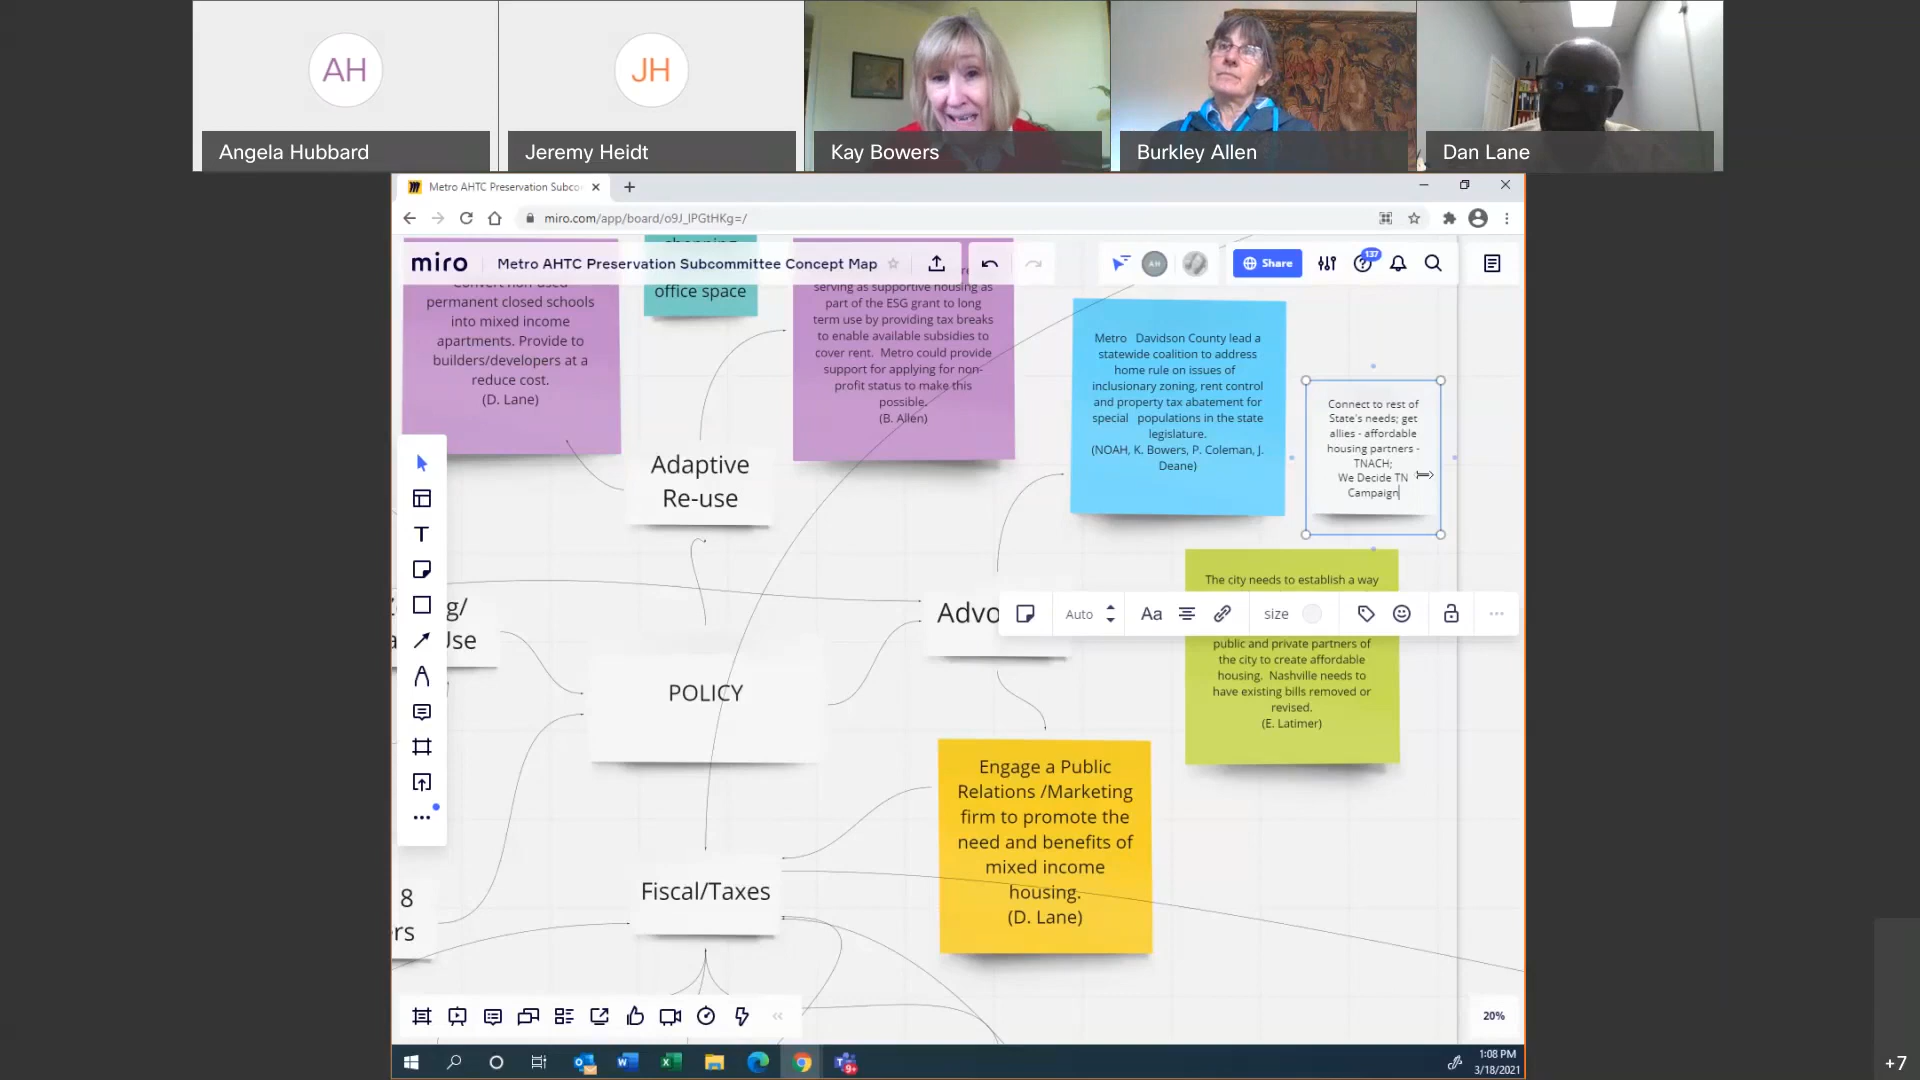 AH
JH
Angela Hubbard
Jeremy Heidt
Kay Bowers
Burkley Allen
Dan Lane
Metro AHTC Preservation Subco
miro.com/app/board/o9J_lPGtHKg=/
miro
Metro AHTC Preservation Subcommittee Concept Map
AH
Share
137
permanent closed schools
into mixed income
apartments. Provide to
builders/developers at a
reduce cost.
(D. Lane)
office space
serving as supportive housing as
part of the ESG grant to long
term use by providing tax breaks
to enable available subsidies to
cover rent. Metro could provide
support for applying for non-
profit status to make this
possible.
(B. Allen)
Metro Davidson County lead a
statewide coalition to address
home rule on issues of
inclusionary zoning, rent control
and property tax abatement for
special populations in the state
legislature.
(NOAH, K. Bowers, P. Coleman, J.
Deane)
Connect to rest of
State's needs; get
allies - affordable
housing partners -
TNACH;
We Decide TN
Campaign
Adaptive
Re-use
The city needs to establish a way
Advo
Auto
Aa
size
g/
Use
public and private partners of
the city to create affordable
housing. Nashville needs to
have existing bills removed or
revised.
(E. Latimer)
POLICY
Engage a Public
Relations /Marketing
firm to promote the
need and benefits of
mixed income
housing.
(D. Lane)
Fiscal/Taxes
8
rs
20%
9+
1:08 PM
3/18/2021
+7